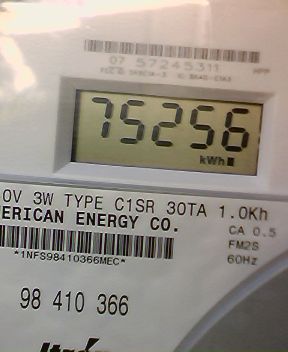 07 57245311
75256
kWh
0V 3W TYPE C1SR 30TA 1.0Kh
ERICAN ENERGY CO.
CA 0.5
FM2S
*1NFS98410366MEC*
60Hz
98 410 366
Itrón